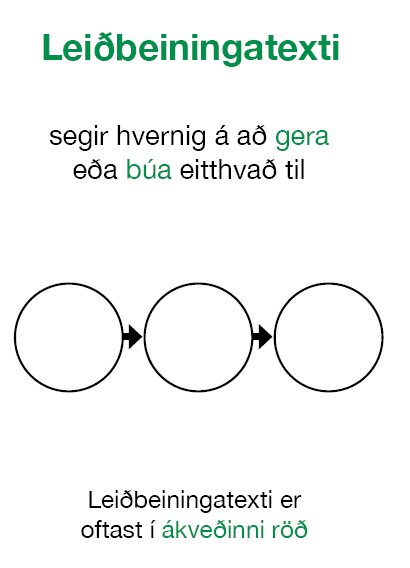 Leiðbeiningatexti
segir hvernig á að gera
eða búa eitthvað til
Leiðbeiningatexti er
oftast í ákveðinni röð